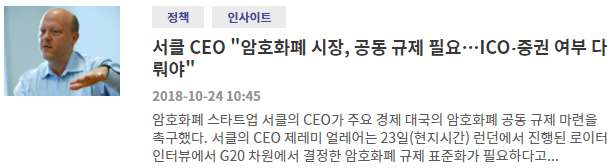 정책 인사이트
서클 CEO "암호화폐 시장, 공동 규제 필요…ICO·증권 여부 다
뤄야"
2018-10-24 10:45
암호화폐 스타트업 서클의 CEO가 주요 경제 대국의 암호화폐 공동 규제 마련을
촉구했다. 서클의 CEO 제레미 얼레어는 23일(현지시간) 런던에서 진행된 로이터
인터뷰에서 G20 차원에서 결정한 암호화폐 규제 표준화가 필요하다고...